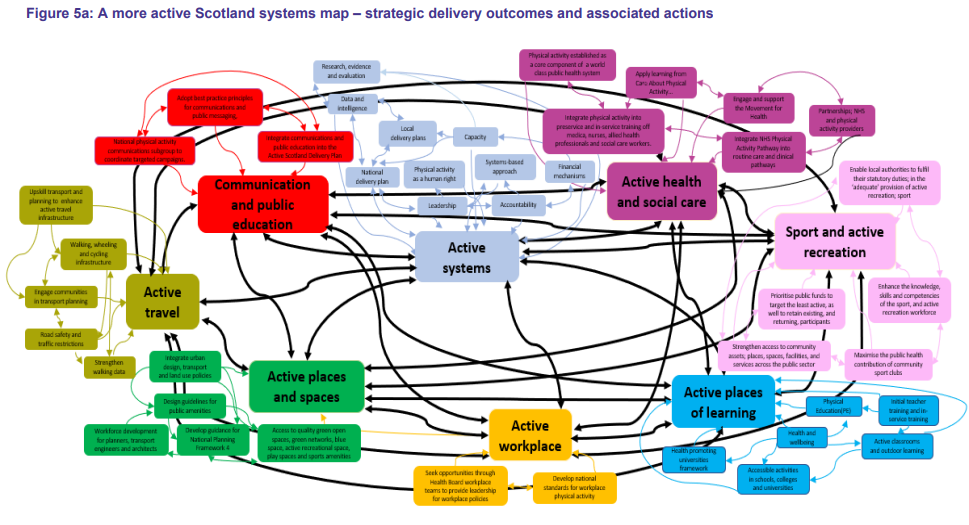 Figure 5a: A more active Scotland systems map – strategic delivery outcomes and associated actions
Research, evidence
and evaluation
Data and
intelligence
Local
delivery plans
Capacity
National
delivery plan
Physical activity
as a human right
Systems-based
approach
Financial
mechanisms
Leadership
Accountability
Active
systems
Adopt best practice principles
for communications and
public messaging.
National physical activity
communications subgroup to
coordinate targeted campaigns.
Integrate communications and
public education into the
Active Scotland Delivery Plan
Communication
and public
education
Physical activity established as
a core component of a world
class public health system
Apply learning from
Care About Physical
Activity...
Engage and support
the Movement for
Health
Partnerships; NHS
and physical
activity providers
Integrate physical activity into
preservice and in-service training off
medica, nurses, allied health
professionals and social care workers.
Integrate NHS Physical
Activity Pathway into
routine care and clinical
pathways
Active health
and social care
Enable local authorities to fulfil
their statutory duties; in the
'adequate' provision of active
recreation, sport
Sport and active
recreation
Prioritise public funds to
target the least active, as
well to retain existing, and
returning, participants
Enhance the knowledge,
skills and competencies
of the sport, and active
recreation workforce
Strengthen access to community
assets; places, spaces, facilities, and
services across the public sector
Maximise the public health
contribution of community
sport clubs
Upskill transport and
planning to enhance
active travel
infrastructure
Walking, wheeling
and cycling
infrastructure
Engage communities
in transport planning
Road safety and
traffic restrictions
Strengthen
walking data
Active
travel
Integrate urban
design, transport
and land use policies
Design guidelines for
public amenities
Workforce development
for planners, transport
engineers and architects
Develop guidance for
National Planning
Framework 4
Access to quality green open
spaces, green networks, blue
space, active recreational space,
play spaces and sports amenities
Active places
and spaces
Active
workplace
Seek opportunities through
Health Board workplace
teams to provide leadership
for workplace policies
Develop national
standards for workplace
physical activity
Active places
of learning
Physical
Education(PE)
Initial teacher
training and in-
service training
Health and
wellbeing
Active classrooms
and outdoor learning
Health promoting
universities
framework
Accessible activities
in schools, colleges
and universities